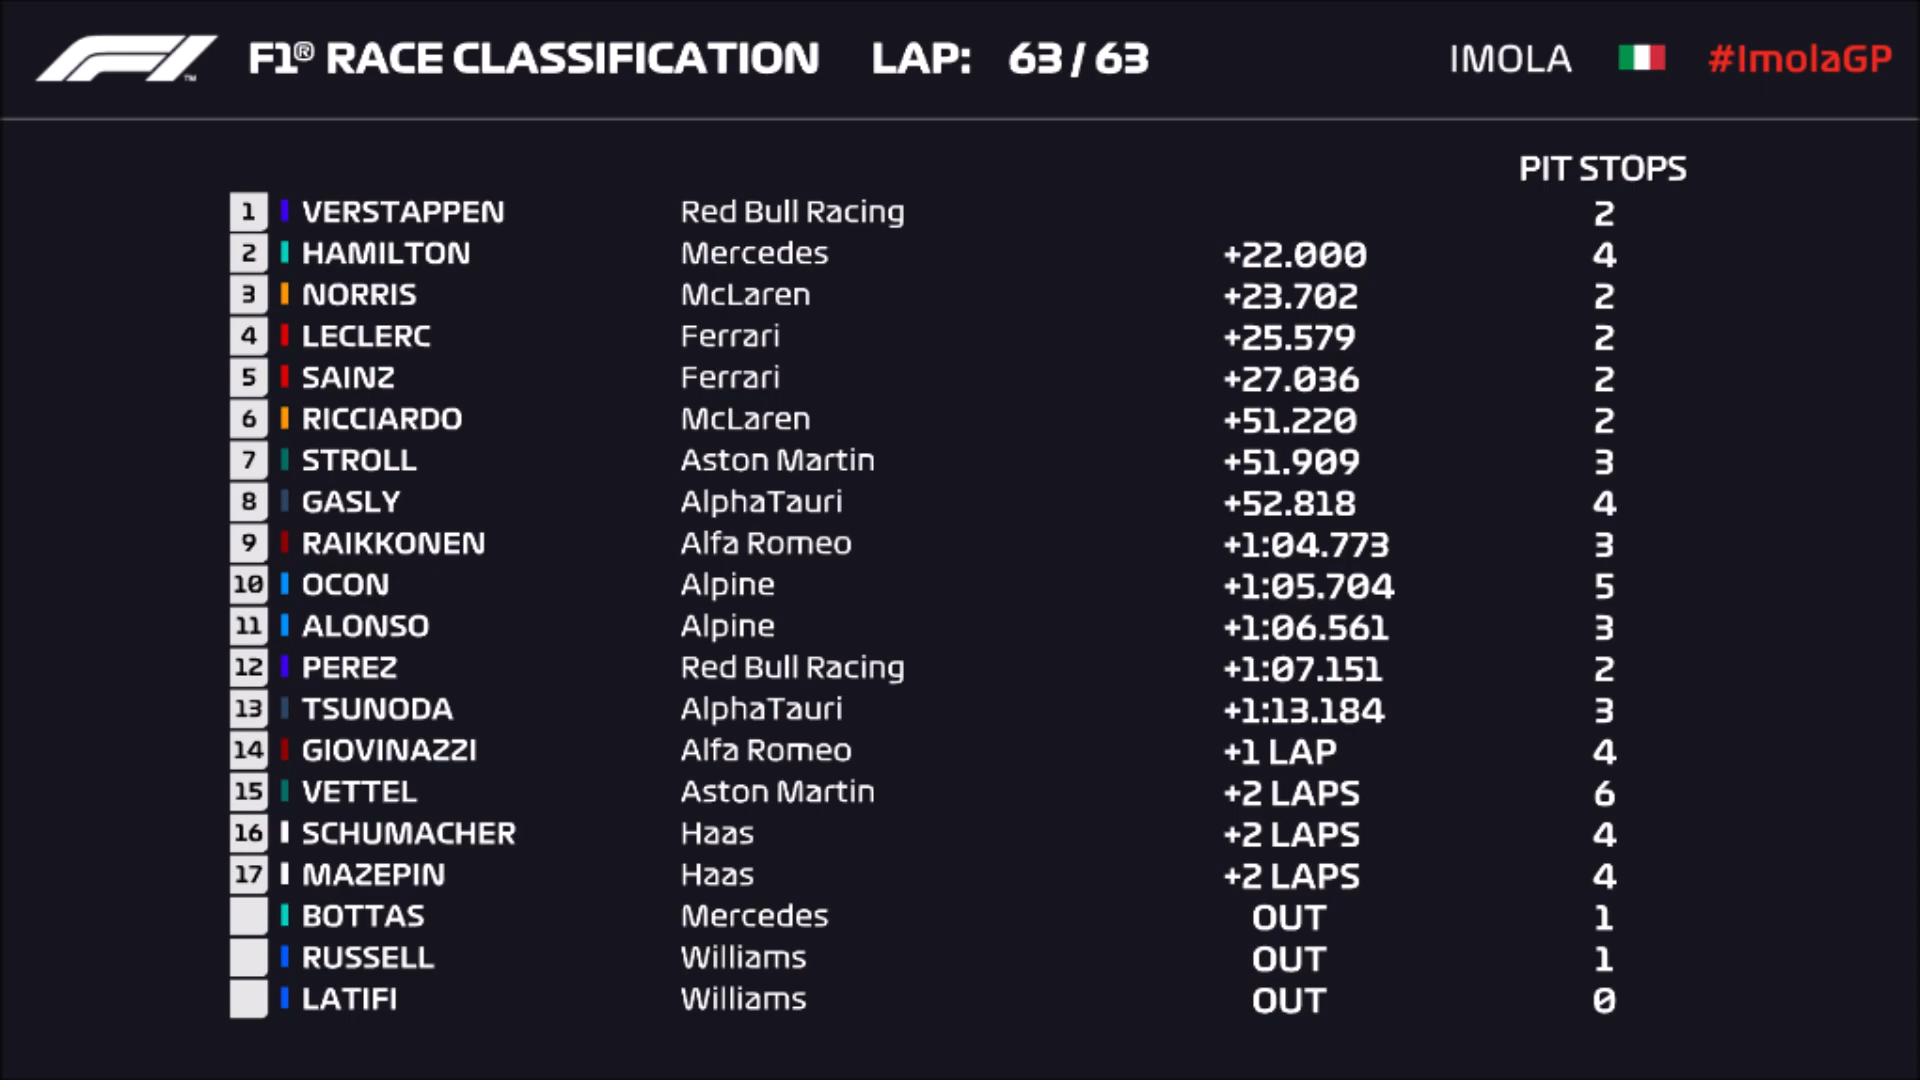 F1™ F1® RACE CLASSIFICATION LAP: 63 / 63 IMOLA #ImolaGP
PIT STOPS
1 VERSTAPPEN Red Bull Racing 2
2 HAMILTON Mercedes +22.000 4
3 NORRIS McLaren +23.702 2
4 LECLERC Ferrari +25.579 2
5 SAINZ Ferrari +27.036 2
6 RICCIARDO McLaren +51.220 2
7 STROLL Aston Martin +51.909 3
8 GASLY AlphaTauri +52.818 4
9 RAIKKONEN Alfa Romeo +1:04.773 3
10 OCON Alpine +1:05.704 5
11 ALONSO Alpine +1:06.561 3
12 PEREZ Red Bull Racing +1:07.151 2
13 TSUNODA AlphaTauri +1:13.184 3
14 GIOVINAZZI Alfa Romeo +1 LAP 4
15 VETTEL Aston Martin +2 LAPS 6
16 SCHUMACHER Haas +2 LAPS 4
17 MAZEPIN Haas +2 LAPS 4
BOTTAS Mercedes OUT 1
RUSSELL Williams OUT 1
LATIFI Williams OUT 0